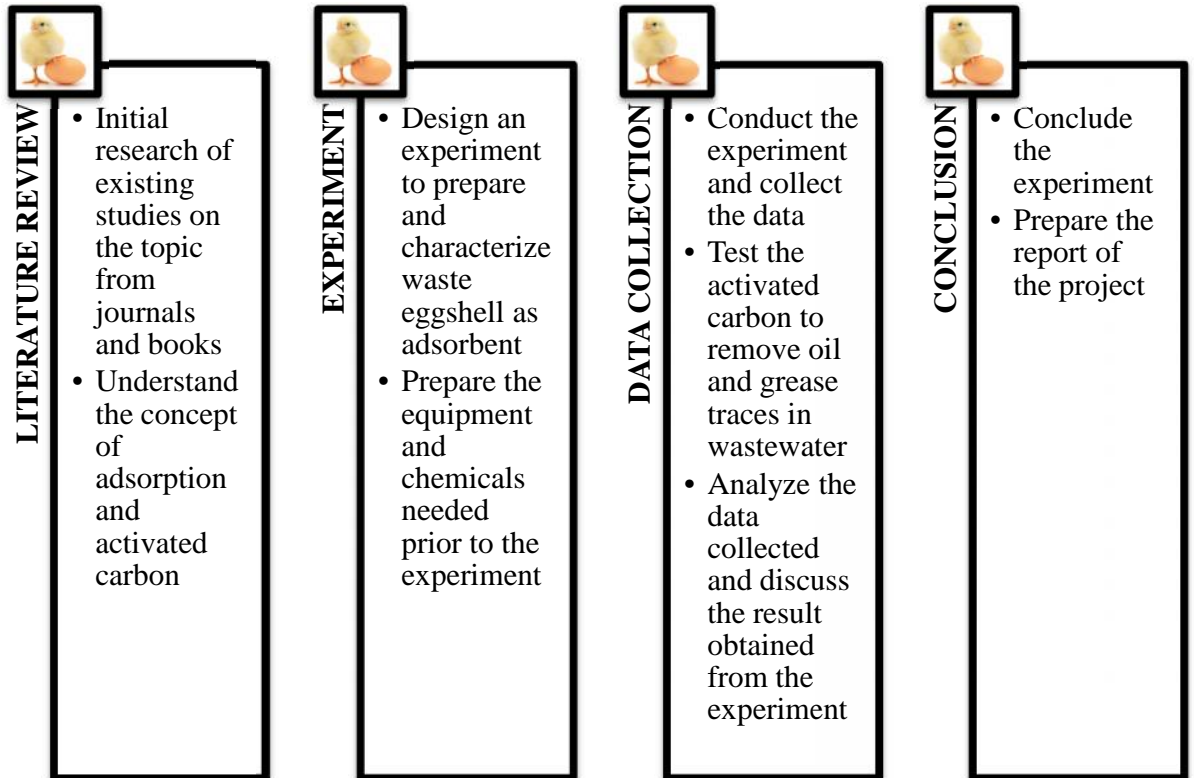 LITERATURE REVIEW
• Initial
research of
existing
studies on
the topic
from
journals
and books
• Understand
the concept
of
adsorption
and
activated
carbon
EXPERIMENT
• Design an
experiment
to prepare
and
characterize
waste
eggshell as
adsorbent
• Prepare the
equipment
and
chemicals
needed
prior to the
experiment
DATA COLLECTION
• Conduct the
experiment
and collect
the data
• Test the
activated
carbon to
remove oil
and grease
traces in
wastewater
• Analyze the
data
collected
and discuss
the result
obtained
from the
experiment
CONCLUSION
• Conclude
the
experiment
• Prepare the
report of
the project